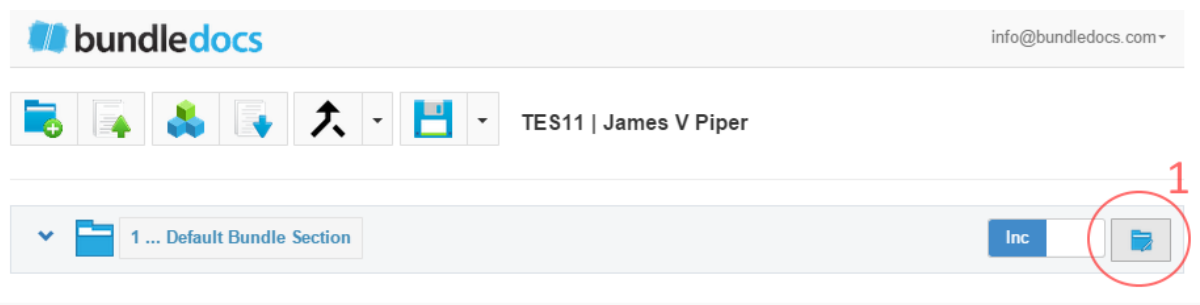 bundledocs
info@bundledocs.com
TES11 | James V Piper
1
1 ... Default Bundle Section
Inc